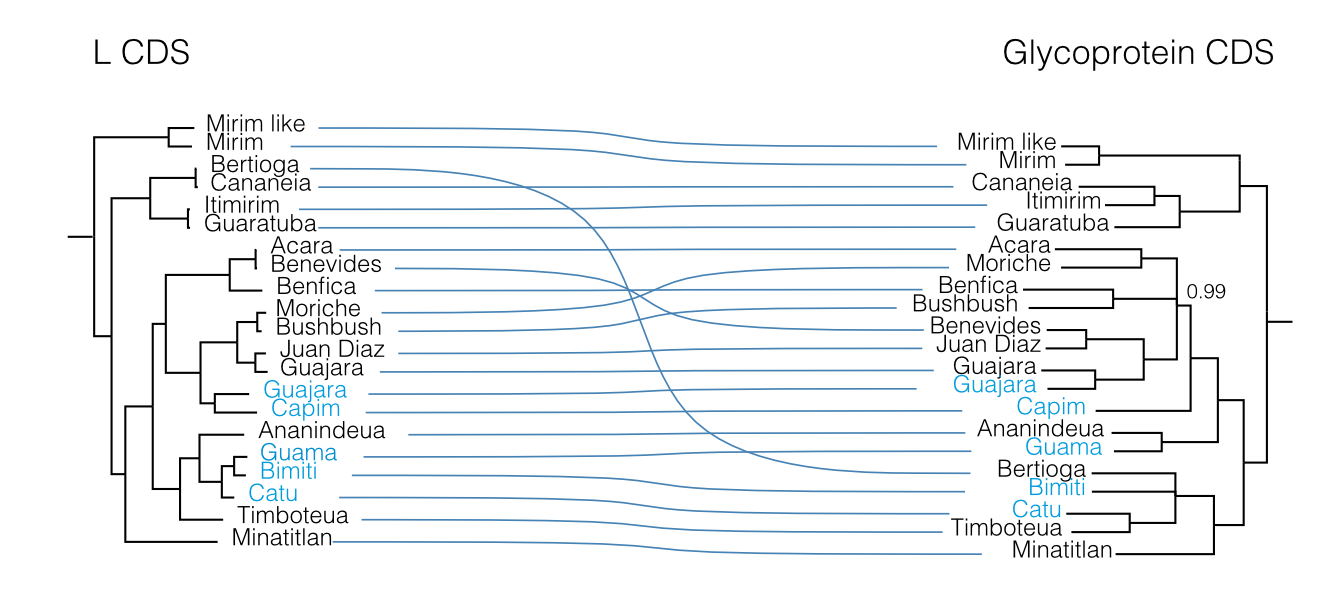 L CDS
Glycoprotein CDS
Mirim like
Mirim
Bertioga
Cananeia
Itimirim
Guaratuba
Acara
Benevides
Benfica
Moriche
Bushbush
Juan Diaz
Guajara
Guajara
Capim
Ananindeua
Guama
Bimiti
Catu
Timboteua
Minatitlan
Mirim like
Mirim
Cananeia
Itimirim
Guaratuba
Acara
Moriche
Benfica
0.99
Bushbush
Benevides
Juan Diaz
Guajara
Guajara
Capim
Ananindeua
Guama
Bertioga
Bimiti
Catu
Timboteua
Minatitlan